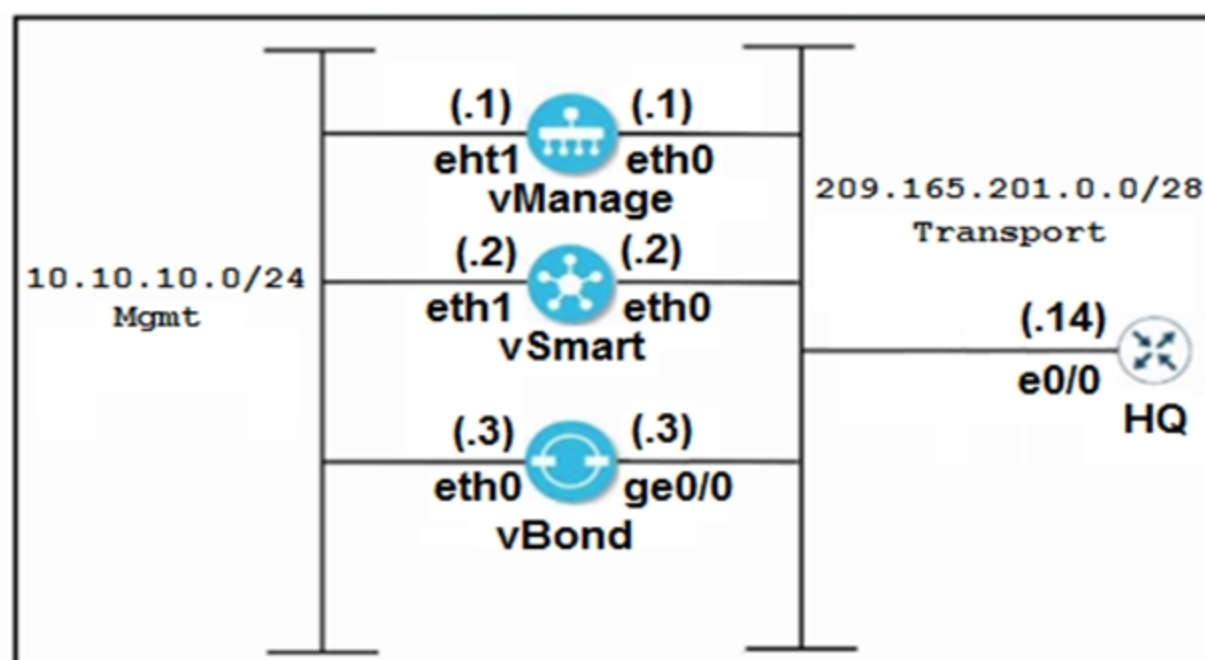 (.1) (.1)
eht1 eth0
vManage
209.165.201.0.0/28
Transport
(.2) (.2)
10.10.10.0/24
Mgmt
eth1 eth0
vSmart
(.14)
e0/0
HQ
(.3) (.3)
eth0 ge0/0
vBond